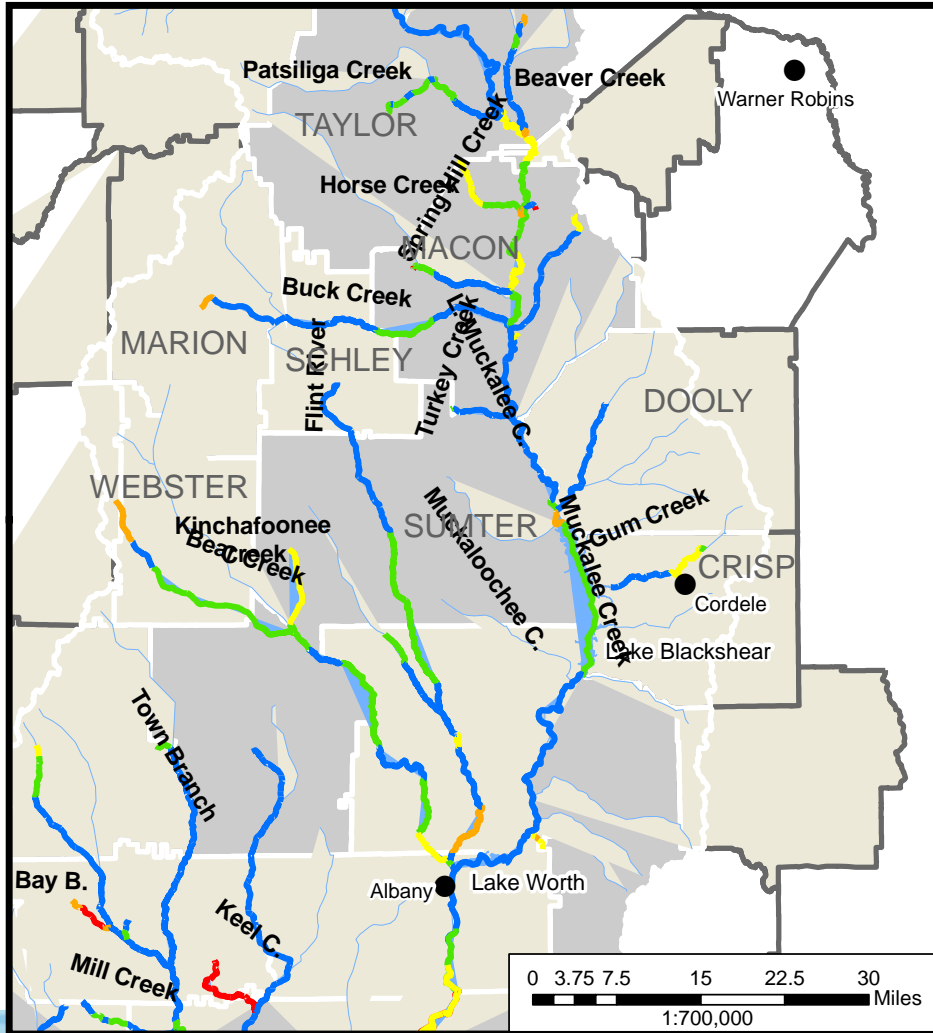 Patsiliga Creek
Beaver Creek
Warner Robins
TAYLOR
Spring Hill Creek
Horse Creek
MACON
Buck Creek
L. Muckalee C.
MARION
SCHLEY
Flint River
Turkey Creek
DOOLY
WEBSTER
Kinchafoonee
Creek
Bear C Creek
SUMTER
Muckaloochee C.
Muckalee Creek
Gum Creek
CRISP
Cordele
Lake Blackshear
Town Branch
Bay B.
Albany
Lake Worth
Keel C.
Mill Creek
0 3.75 7.5 15 22.5 30
Miles
1:700,000